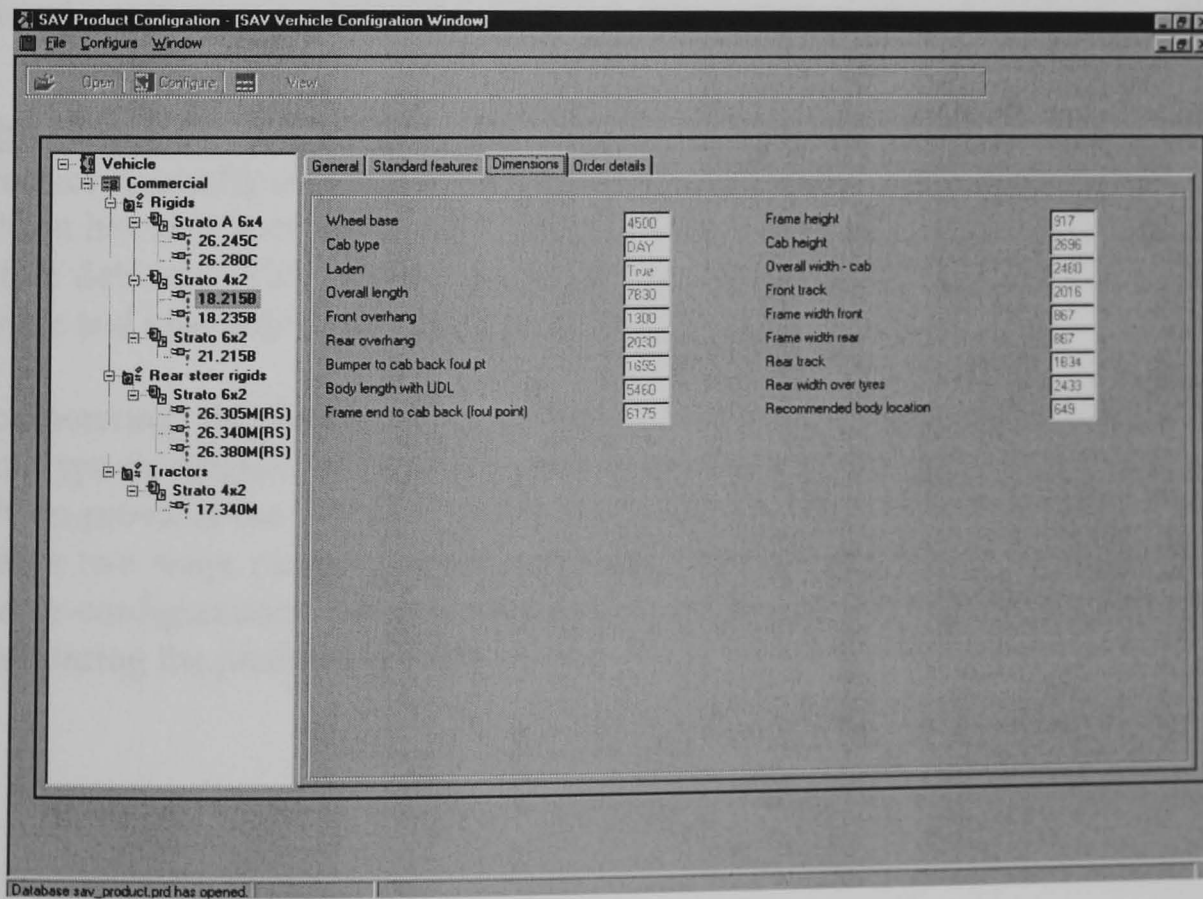 SAV Product Configration - [SAV Verhicle Configration Window]
File Configure Window
Open Configure View
Vehicle
Commercial
Rigids
Strato A 6x4
26.245C
26.280C
Strato 4x2
18.215B
18.235B
Strato 6x2
21.215B
Rear steer rigids
Strato 6x2
26.305M(RS)
26.340M(RS)
26.380M(RS)
Tractors
Strato 4x2
17.340M
General Standard features Dimensions Order details
Wheel base 4500
Cab type DAY
Laden True
Overall length 7830
Front overhang 1300
Rear overhang 2030
Bumper to cab back foul pt 1655
Body length with UDL 5460
Frame end to cab back (foul point) 6175
Frame height 917
Cab height 2696
Overall width - cab 2460
Front track 2016
Frame width front 867
Frame width rear 867
Rear track 1834
Rear width over tyres 2433
Recommended body location 649
Database sav_product.prd has opened.